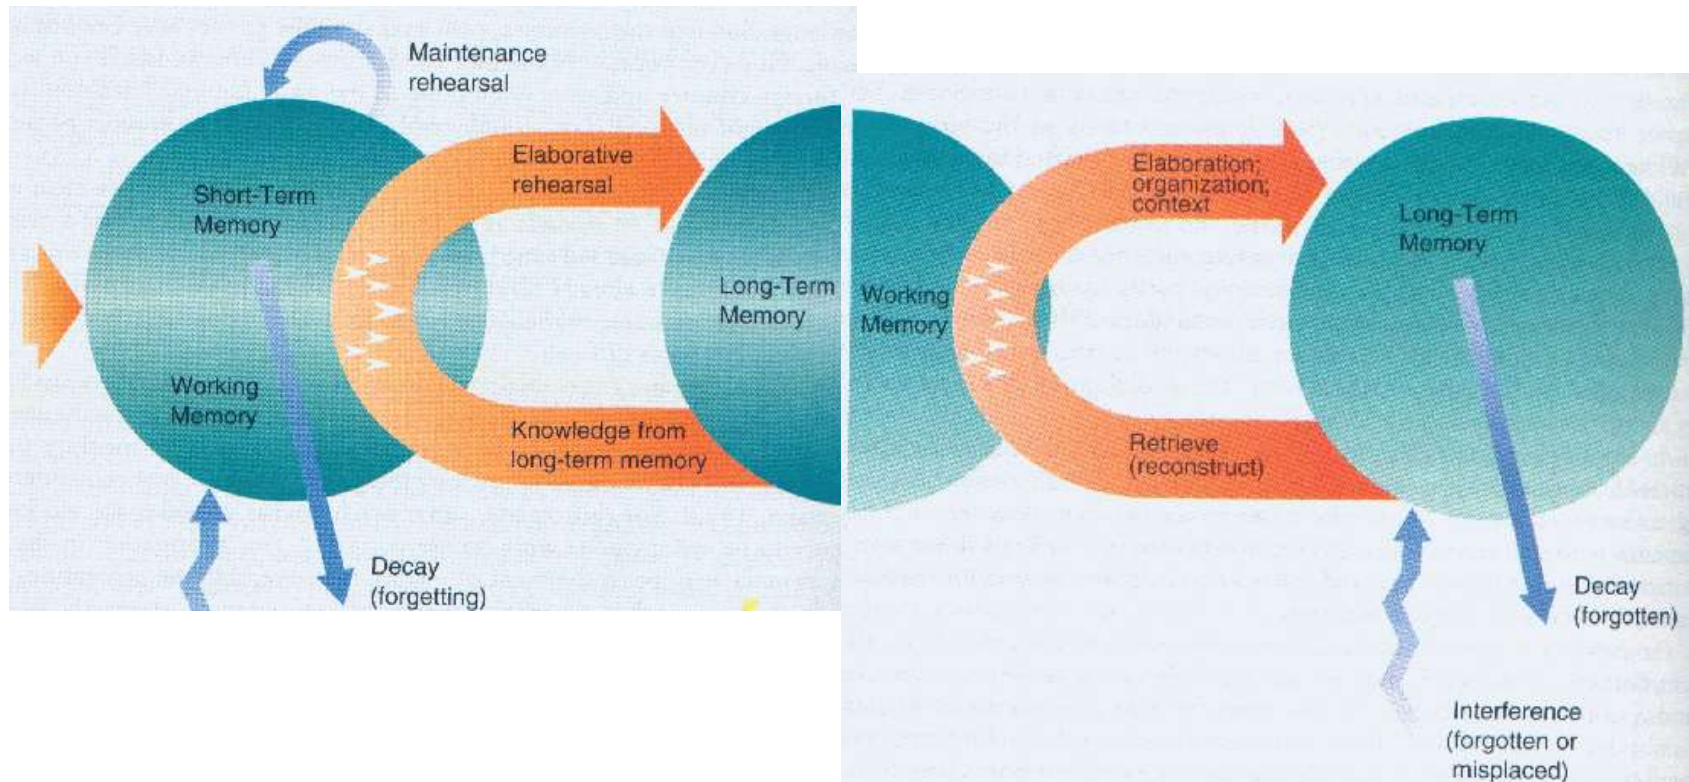 Maintenance
rehearsal
Elaborative
rehearsal
Short-Term
Memory
Long-Term
Memory
Working
Memory
Knowledge from
long-term memory
Decay
(forgetting)
Elaboration;
organization;
context
Long-Term
Memory
Working
Memory
Retrieve
(reconstruct)
Decay
(forgotten)
Interference
(forgotten or
misplaced)